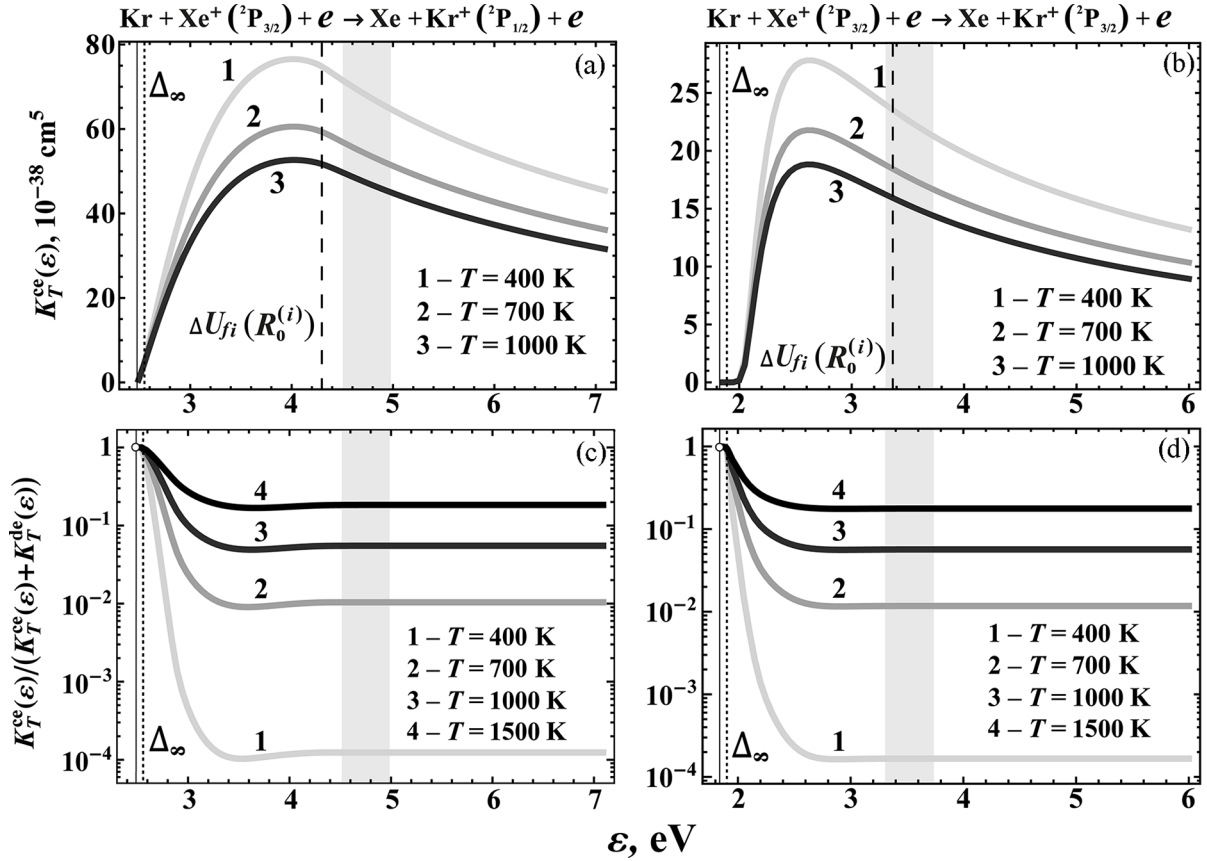 Kr + Xe⁺ (²P₃/₂) + e → Xe + Kr⁺ (²P₁/₂) + e
80
60
40
20
0
K_T^ce(ε), 10⁻³⁸ cm⁵
Δ∞
1
2
3
(a)
ΔU_fi(R₀^(i))
1 – T = 400 K
2 – T = 700 K
3 – T = 1000 K
3
4
5
6
7
Kr + Xe⁺ (²P₃/₂) + e → Xe + Kr⁺ (²P₃/₂) + e
25
20
15
10
5
0
Δ∞
1
2
3
(b)
ΔU_fi(R₀^(i))
1 – T = 400 K
2 – T = 700 K
3 – T = 1000 K
2
3
4
5
6
1
10⁻¹
10⁻²
10⁻³
10⁻⁴
K_T^ce(ε)/(K_T^ce(ε)+K_T^de(ε))
(c)
4
3
2
1
1 – T = 400 K
2 – T = 700 K
3 – T = 1000 K
4 – T = 1500 K
Δ∞
3
4
5
6
7
1
10⁻¹
10⁻²
10⁻³
10⁻⁴
(d)
4
3
2
1
1 – T = 400 K
2 – T = 700 K
3 – T = 1000 K
4 – T = 1500 K
Δ∞
2
3
4
5
6
ε, eV